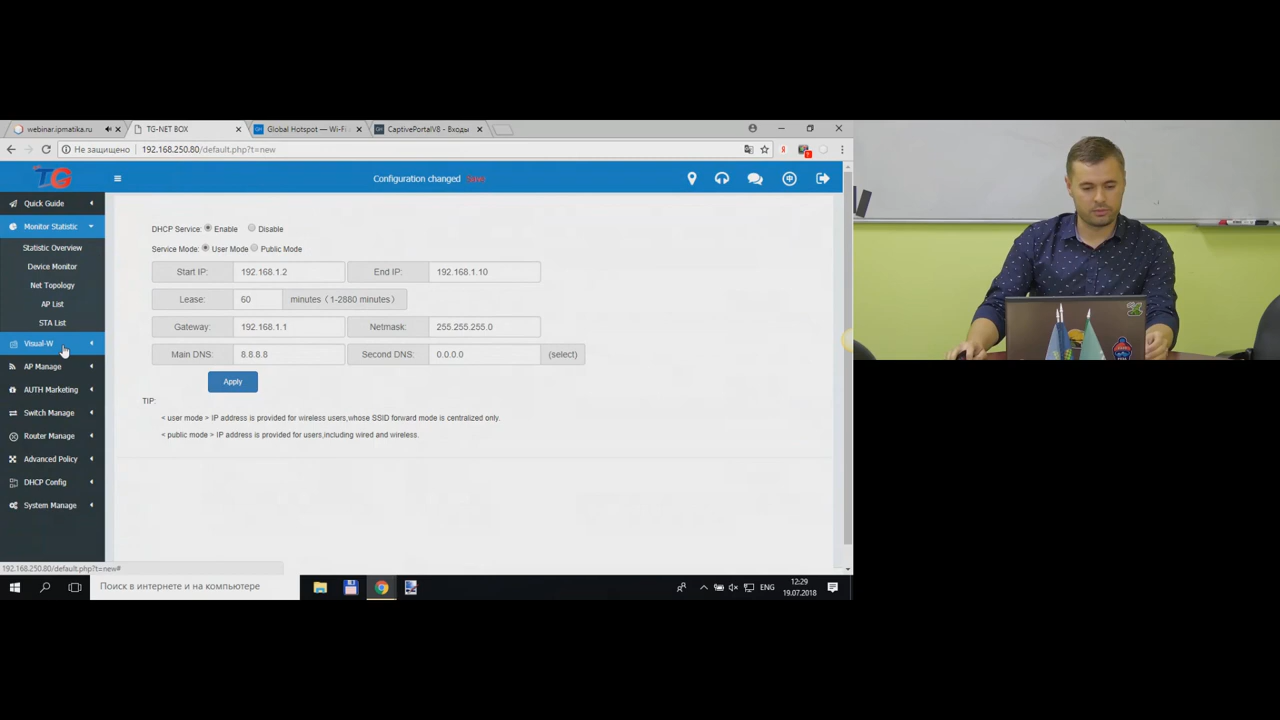 webinar.ipmatika.ru
TG-NET BOX
Global Hotspot — Wi-Fi
CaptivePortalV8 - Входы
Не защищено
192.168.250.80/default.php?t=new
TG
Configuration changed
Quick Guide
Monitor Statistic
Statistic Overview
Device Monitor
Net Topology
AP List
STA List
Visual-W
AP Manage
AUTH Marketing
Switch Manage
Router Manage
Advanced Policy
DHCP Config
System Manage
DHCP Service: Enable Disable
Service Mode: User Mode Public Mode
Start IP: 192.168.1.2 End IP: 192.168.1.10
Lease: 60 minutes (1-2880 minutes)
Gateway: 192.168.1.1 Netmask: 255.255.255.0
Main DNS: 8.8.8.8 Second DNS: 0.0.0.0 (select)
Apply
TIP:
< user mode > IP address is provided for wireless users,whose SSID forward mode is centralized only.
< public mode > IP address is provided for users,including wired and wireless.
192.168.250.80/default.php?t=new#
Поиск в интернете и на компьютере
ENG
12:29
19.07.2018